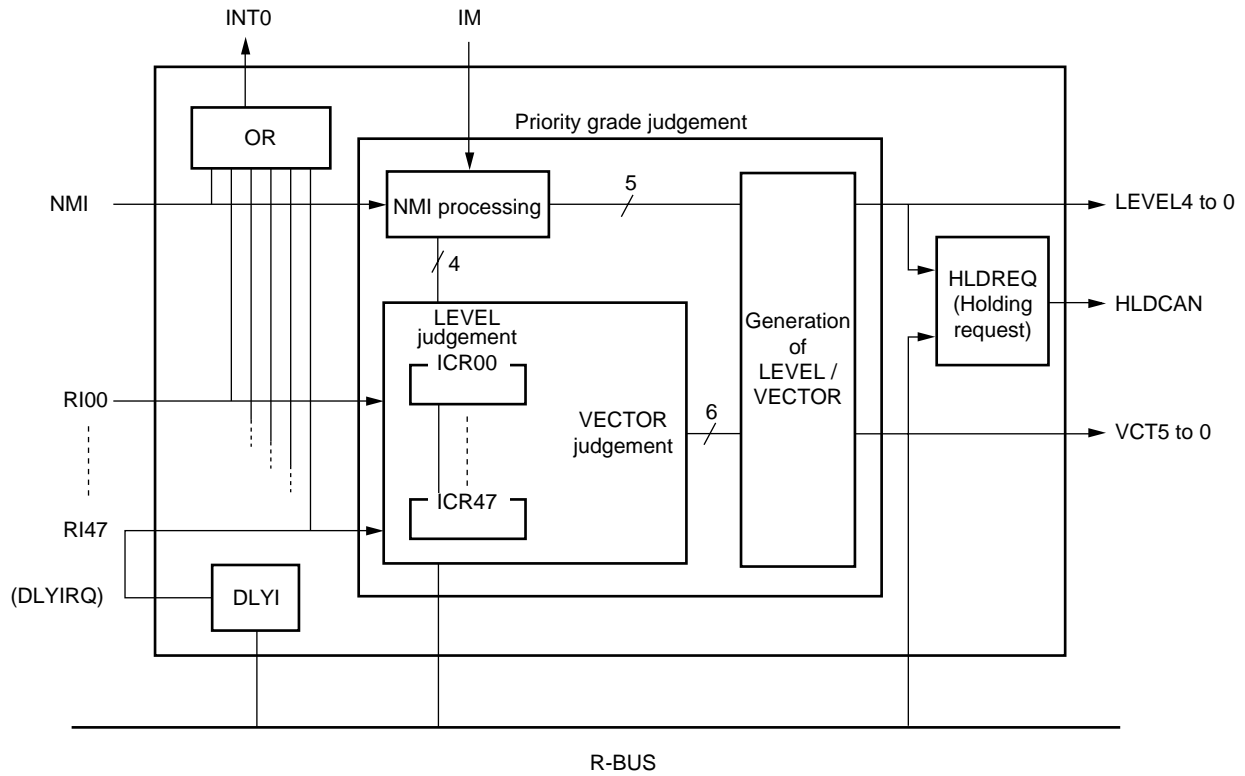 INT0
IM
OR
Priority grade judgement
NMI
NMI processing
5
LEVEL4 to 0
4
HLDREQ
(Holding
request)
HLDCAN
LEVEL
judgement
ICR00
Generation
of
LEVEL /
VECTOR
RI00
VECTOR
judgement
6
VCT5 to 0
ICR47
RI47
(DLYIRQ)
DLYI
R-BUS